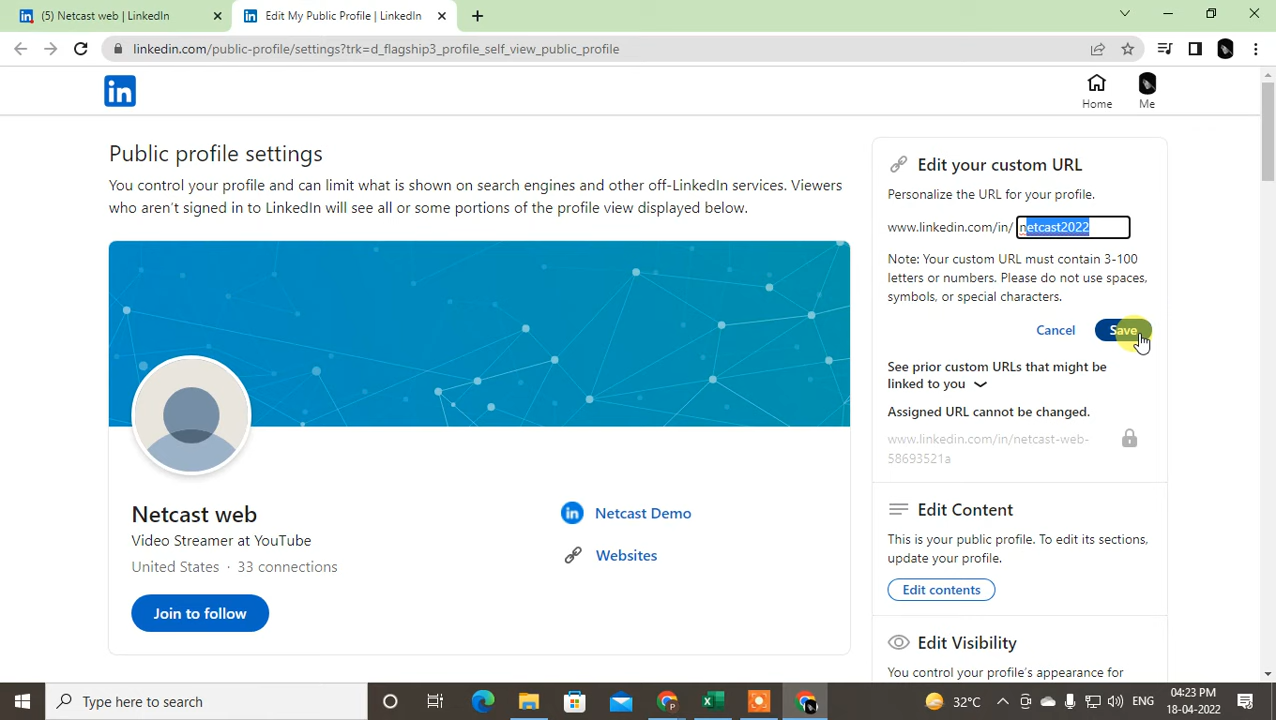 (5) Netcast web | LinkedIn
Edit My Public Profile | LinkedIn
linkedin.com/public-profile/settings?trk=d_flagship3_profile_self_view_public_profile
in
Home
Me
Public profile settings
You control your profile and can limit what is shown on search engines and other off-LinkedIn services. Viewers
who aren't signed in to LinkedIn will see all or some portions of the profile view displayed below.
Netcast web
Video Streamer at YouTube
United States · 33 connections
Join to follow
in Netcast Demo
Websites
Edit your custom URL
Personalize the URL for your profile.
www.linkedin.com/in/ netcast2022
Note: Your custom URL must contain 3-100
letters or numbers. Please do not use spaces,
symbols, or special characters.
Cancel
Save
See prior custom URLs that might be
linked to you
Assigned URL cannot be changed.
www.linkedin.com/in/netcast-web-
58693521a
Edit Content
This is your public profile. To edit its sections,
update your profile.
Edit contents
Edit Visibility
You control your profile's appearance for
Type here to search
32°C
ENG
04:23 PM
18-04-2022